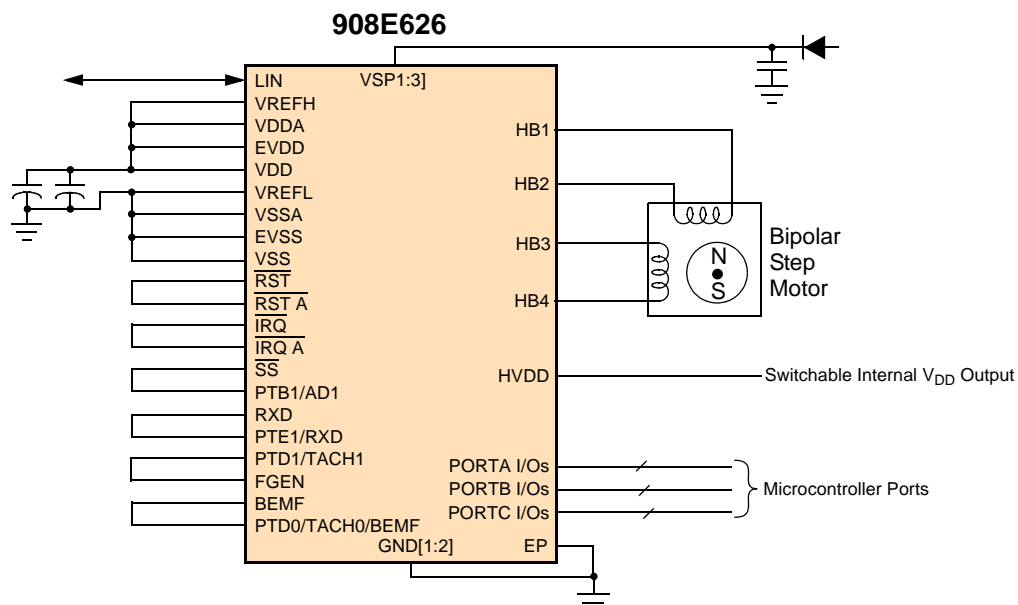 908E626
VSP1:3]
LIN
VREFH
VDDA
EVDD
VDD
VREFL
VSSA
EVSS
VSS
RST
RST A
IRQ
IRQ A
SS
PTB1/AD1
RXD
PTE1/RXD
PTD1/TACH1
FGEN
BEMF
PTD0/TACH0/BEMF
GND[1:2]
HB1
HB2
HB3
HB4
HVDD
PORTA I/Os
PORTB I/Os
PORTC I/Os
EP
N
S
Bipolar
Step
Motor
Switchable Internal VDD Output
Microcontroller Ports